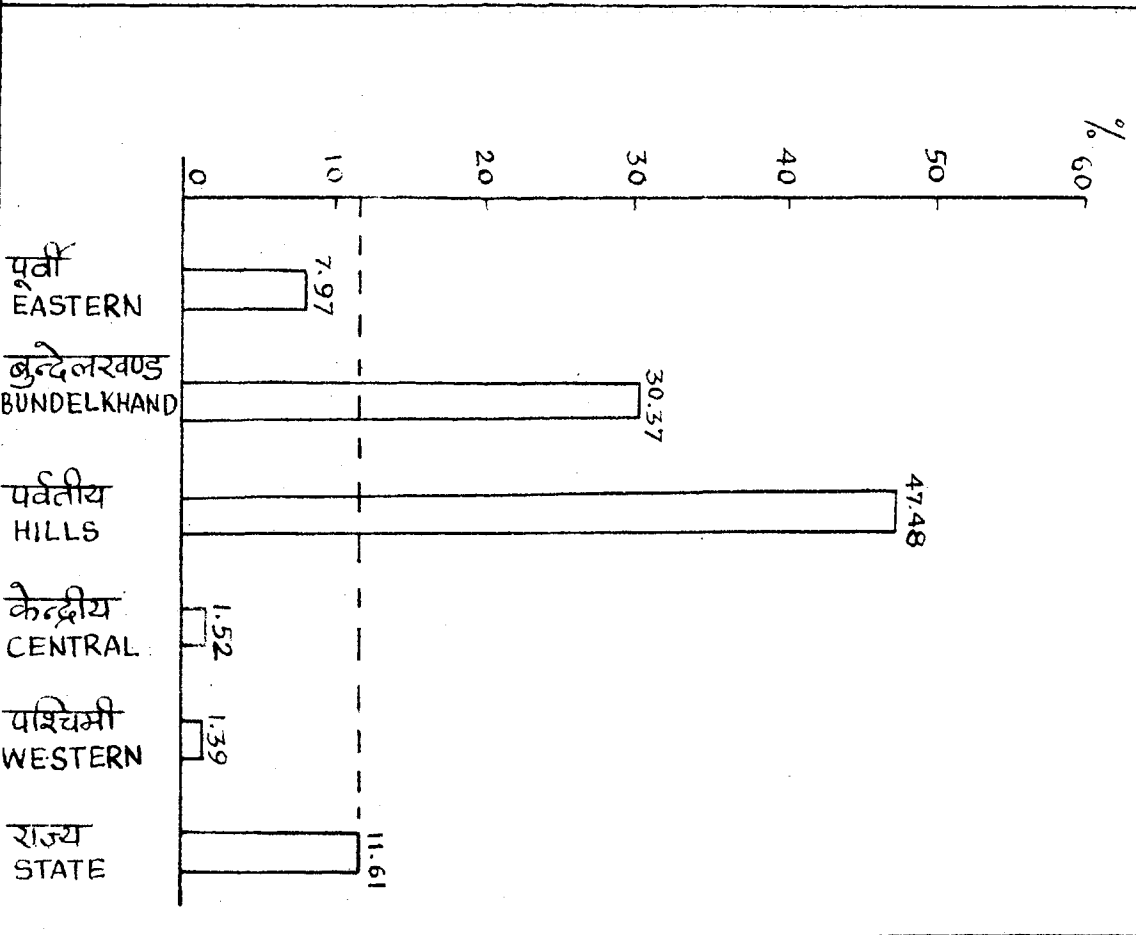 %
0
10
20
30
40
50
60
पूर्वी
EASTERN
7.97
बुन्देलखण्ड
BUNDELKHAND
30.37
पर्वतीय
HILLS
47.48
केन्द्रीय
CENTRAL
1.52
पश्चिमी
WESTERN
1.39
राज्य
STATE
11.61